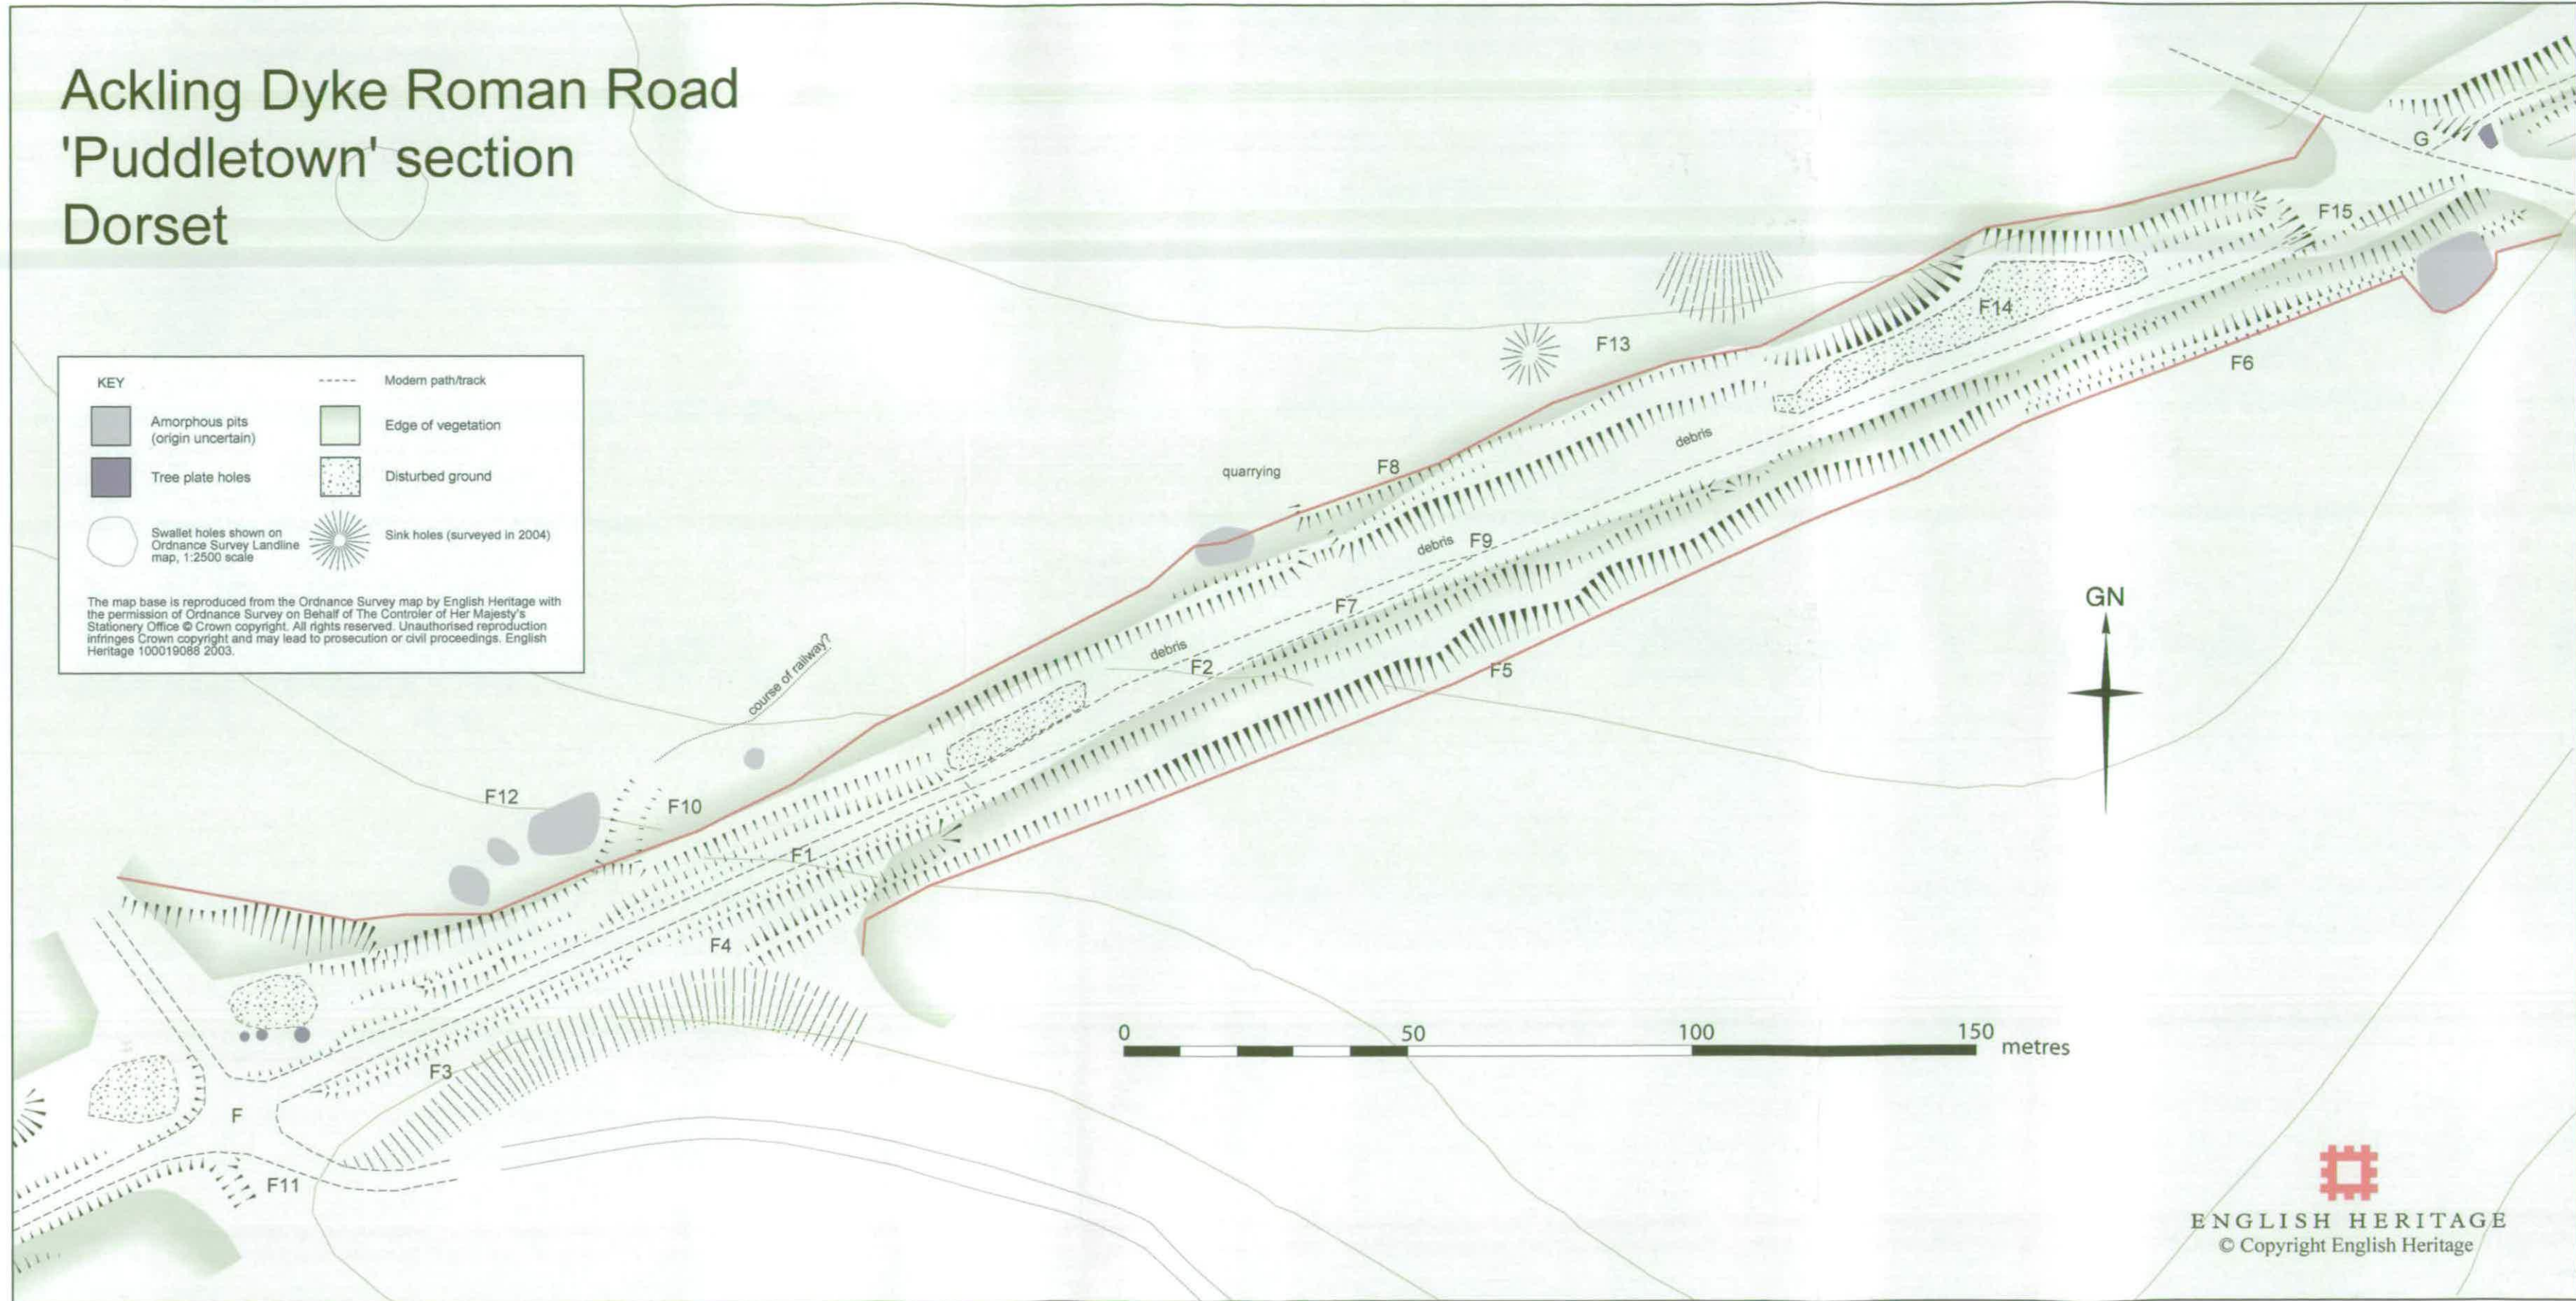 Ackling Dyke Roman Road
'Puddletown' section
Dorset
KEY
Amorphous pits
(origin uncertain)
Tree plate holes
Swallet holes shown on
Ordnance Survey Landline
map, 1:2500 scale
Modern path/track
Edge of vegetation
Disturbed ground
Sink holes (surveyed in 2004)
The map base is reproduced from the Ordnance Survey map by English Heritage with
the permission of Ordnance Survey on Behalf of The Controler of Her Majesty's
Stationery Office © Crown copyright. All rights reserved. Unauthorised reproduction
infringes Crown copyright and may lead to prosecution or civil proceedings. English
Heritage 100019088 2003.
G
F15
F14
F13
F6
debris
F8
quarrying
debris
F9
F7
debris
F2
F5
course of railway?
F12
F10
F1
F4
F3
F
F11
GN
0 50 100 150
metres
ENGLISH HERITAGE
© Copyright English Heritage